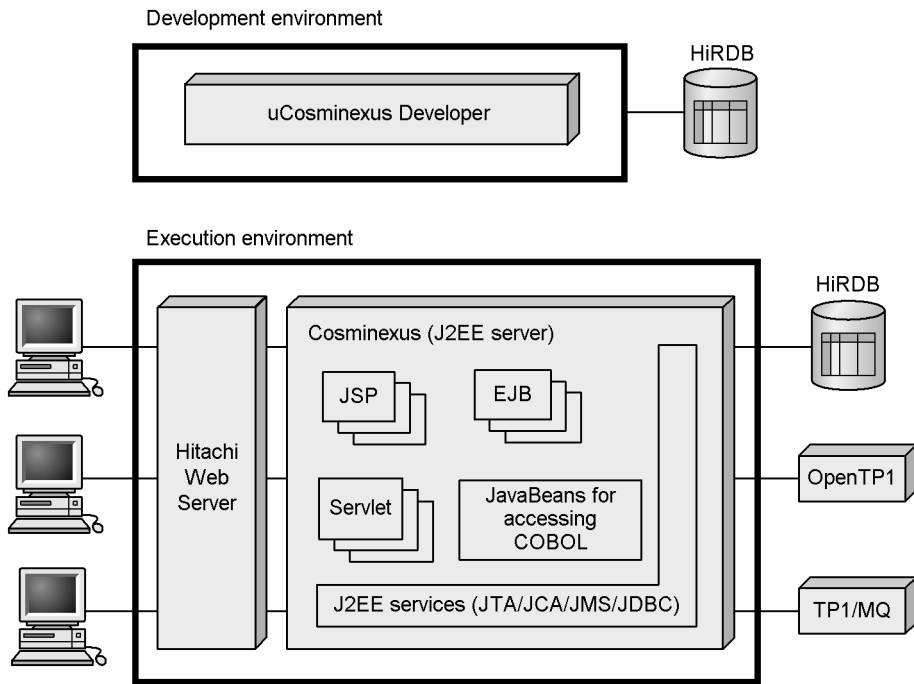 Development environment
HiRDB
uCosminexus Developer
Execution environment
HiRDB
Cosminexus (J2EE server)
JSP
EJB
Hitachi
Web
Server
OpenTP1
Servlet
JavaBeans for
accessing
COBOL
J2EE services (JTA/JCA/JMS/JDBC)
TP1/MQ